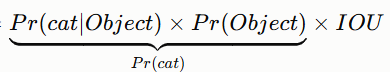 = Pr(cat|Object) × Pr(Object) × IOU
Pr(cat)